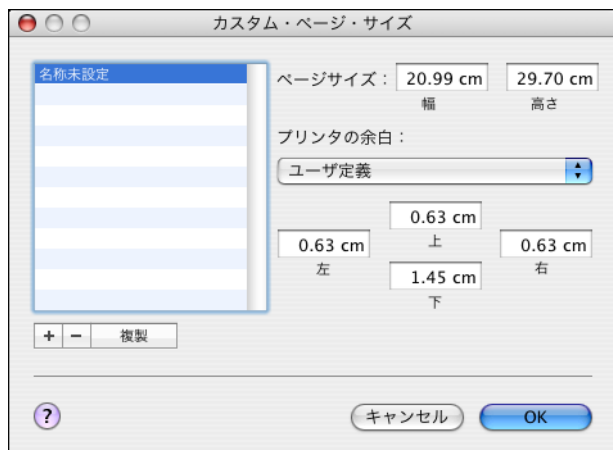 カスタム・ページ・サイズ
名称未設定
ページサイズ： 20.99 cm 29.70 cm
幅 高さ
プリンタの余白：
ユーザ定義
0.63 cm
上
0.63 cm 0.63 cm
左 右
1.45 cm
下
+ − 複製
? キャンセル OK